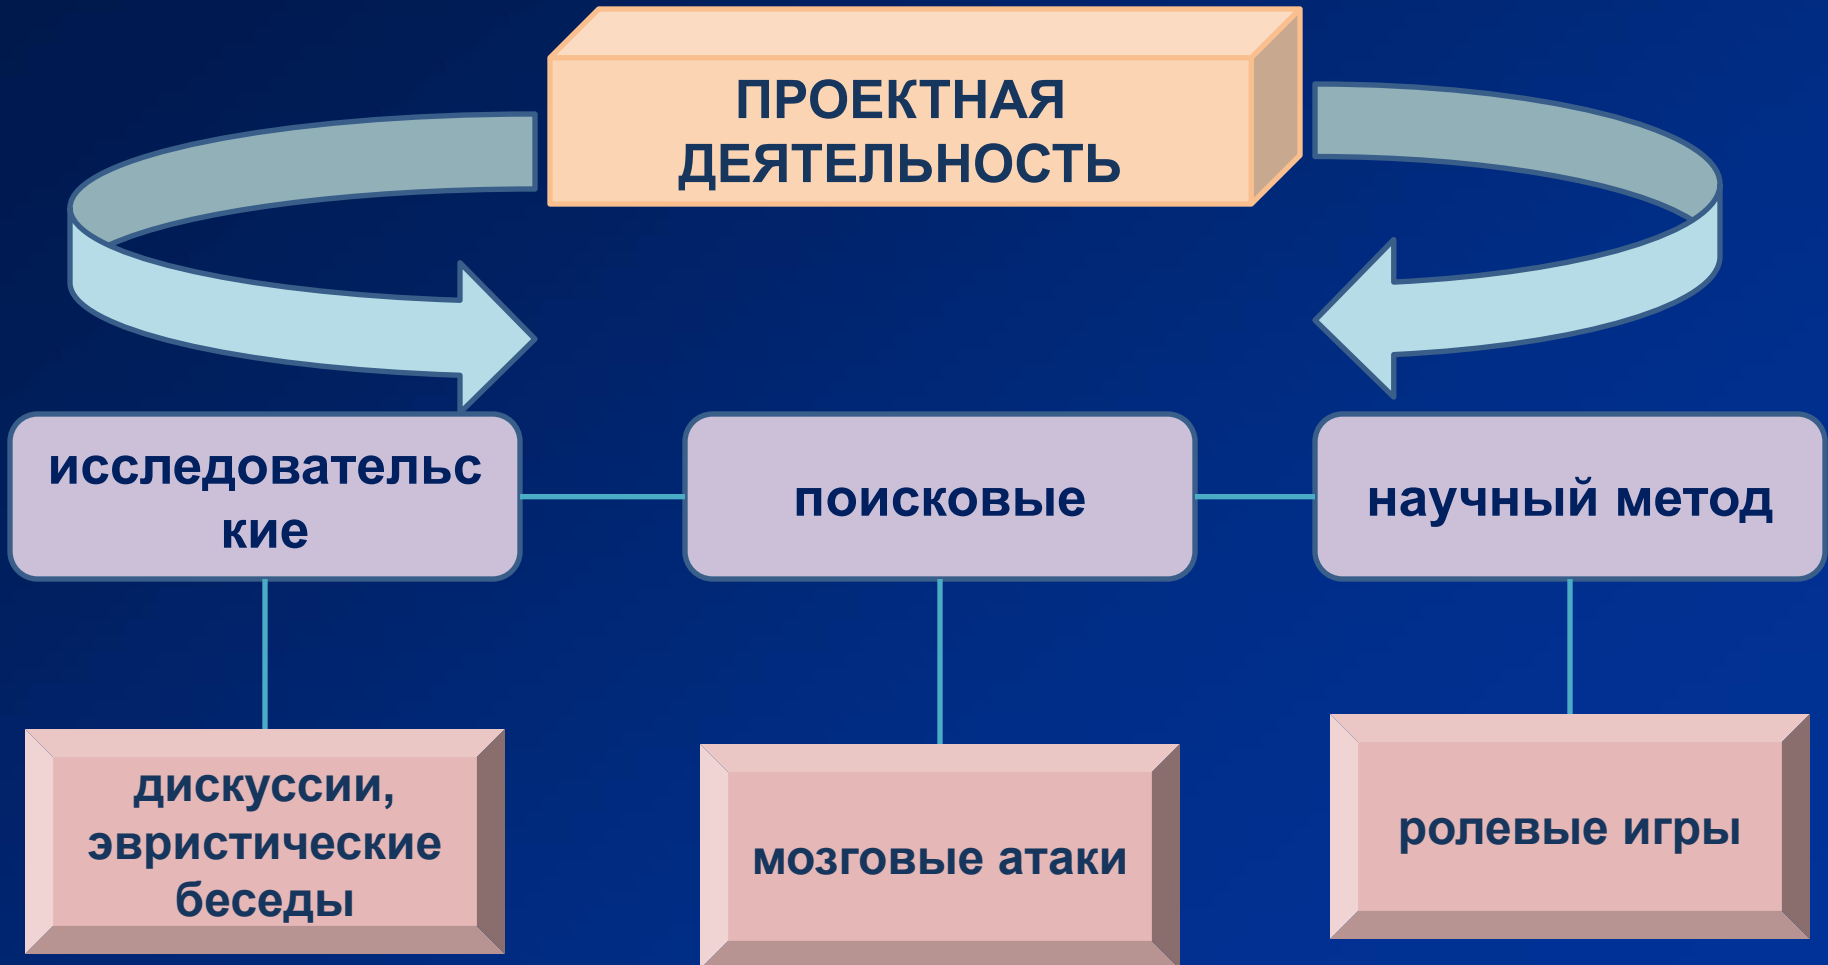 ПРОЕКТНАЯ
ДЕЯТЕЛЬНОСТЬ
исследовательс
кие
поисковые
научный метод
дискуссии,
эвристические
беседы
мозговые атаки
ролевые игры